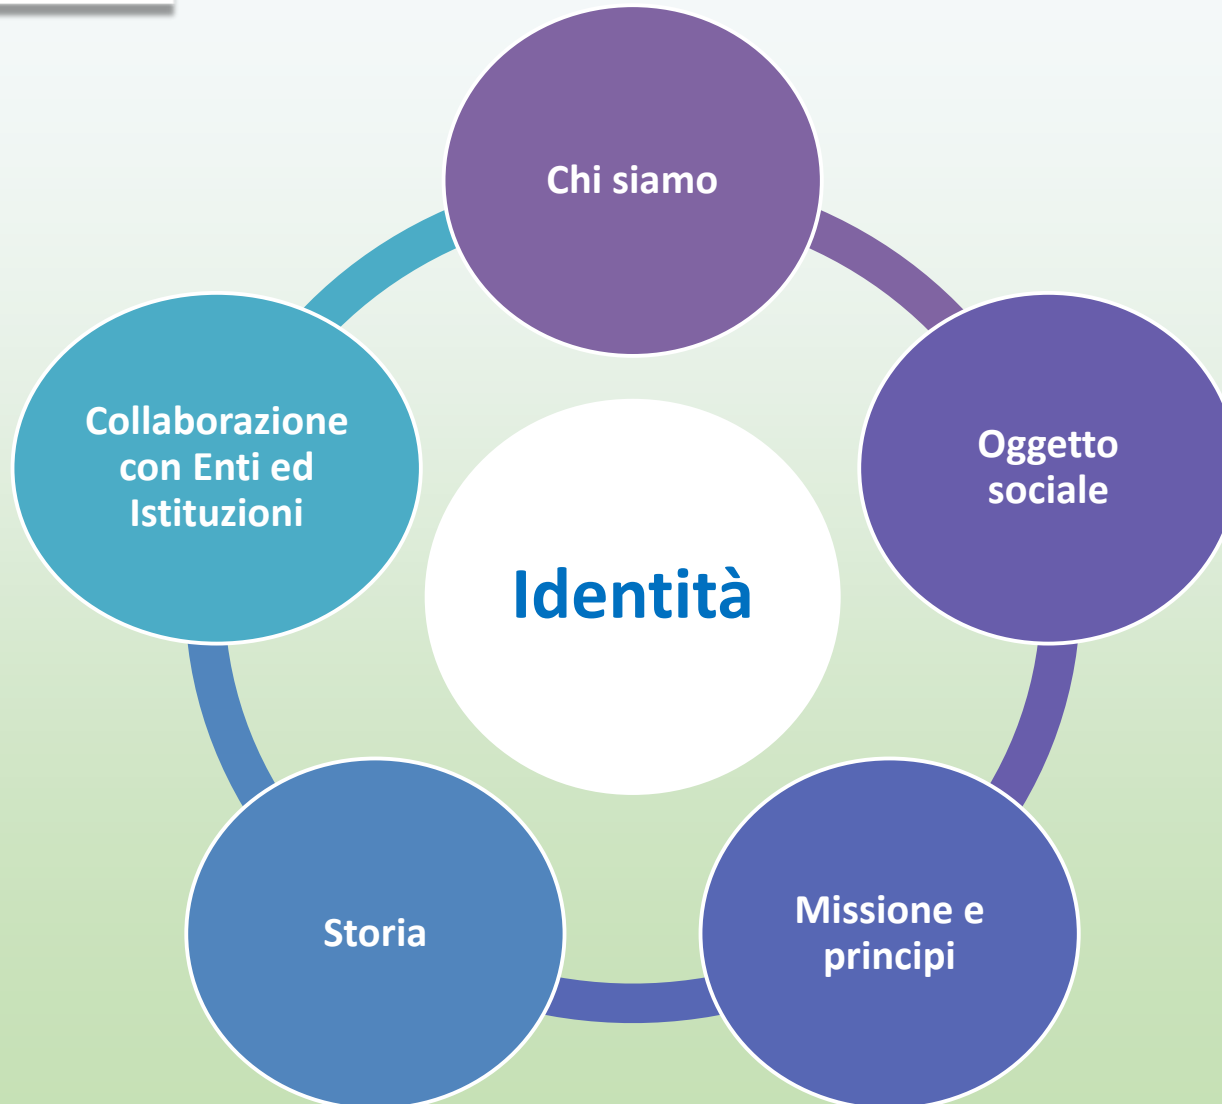 Chi siamo
Oggetto
sociale
Missione e
principi
Storia
Collaborazione
con Enti ed
Istituzioni
Identità